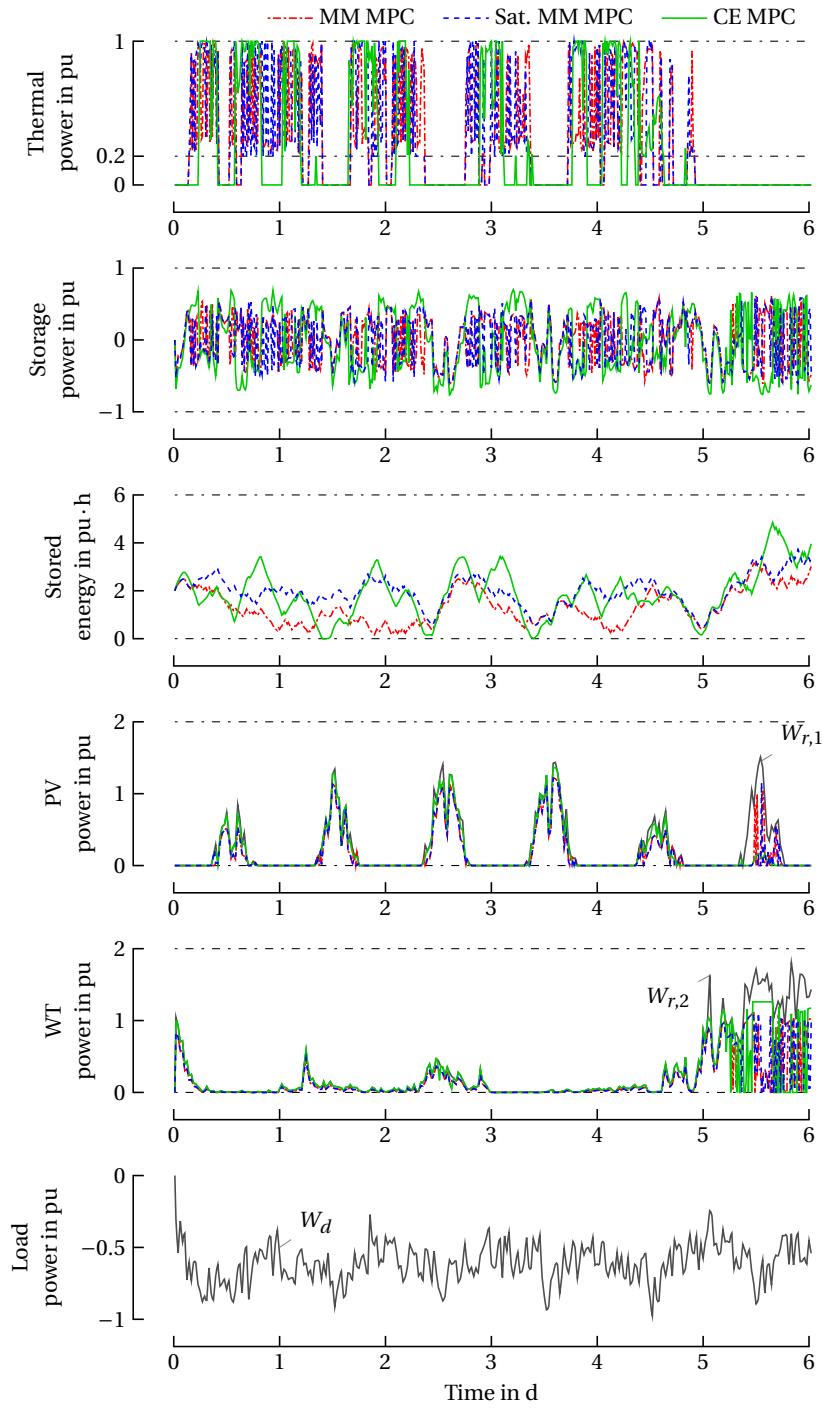 MM MPC Sat. MM MPC CE MPC
Thermal
power in pu
1
0.2
0
0 1 2 3 4 5 6
Storage
power in pu
1
0
−1
0 1 2 3 4 5 6
Stored
energy in pu · h
6
4
2
0
0 1 2 3 4 5 6
PV
power in pu
2
1
0
W_{r,1}
0 1 2 3 4 5 6
WT
power in pu
2
1
0
W_{r,2}
0 1 2 3 4 5 6
Load
power in pu
0
−0.5
−1
W_d
0 1 2 3 4 5 6
Time in d